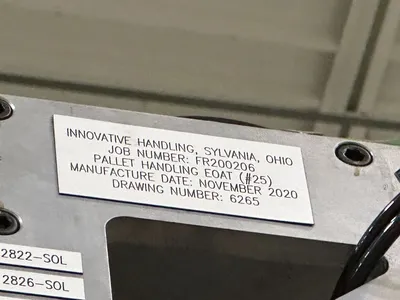 INNOVATIVE HANDLING, SYLVANIA, OHIO
JOB NUMBER: FR200206
PALLET HANDLING EOAT (#25)
MANUFACTURE DATE: NOVEMBER 2020
DRAWING NUMBER: 6265
2822-SOL
2826-SOL